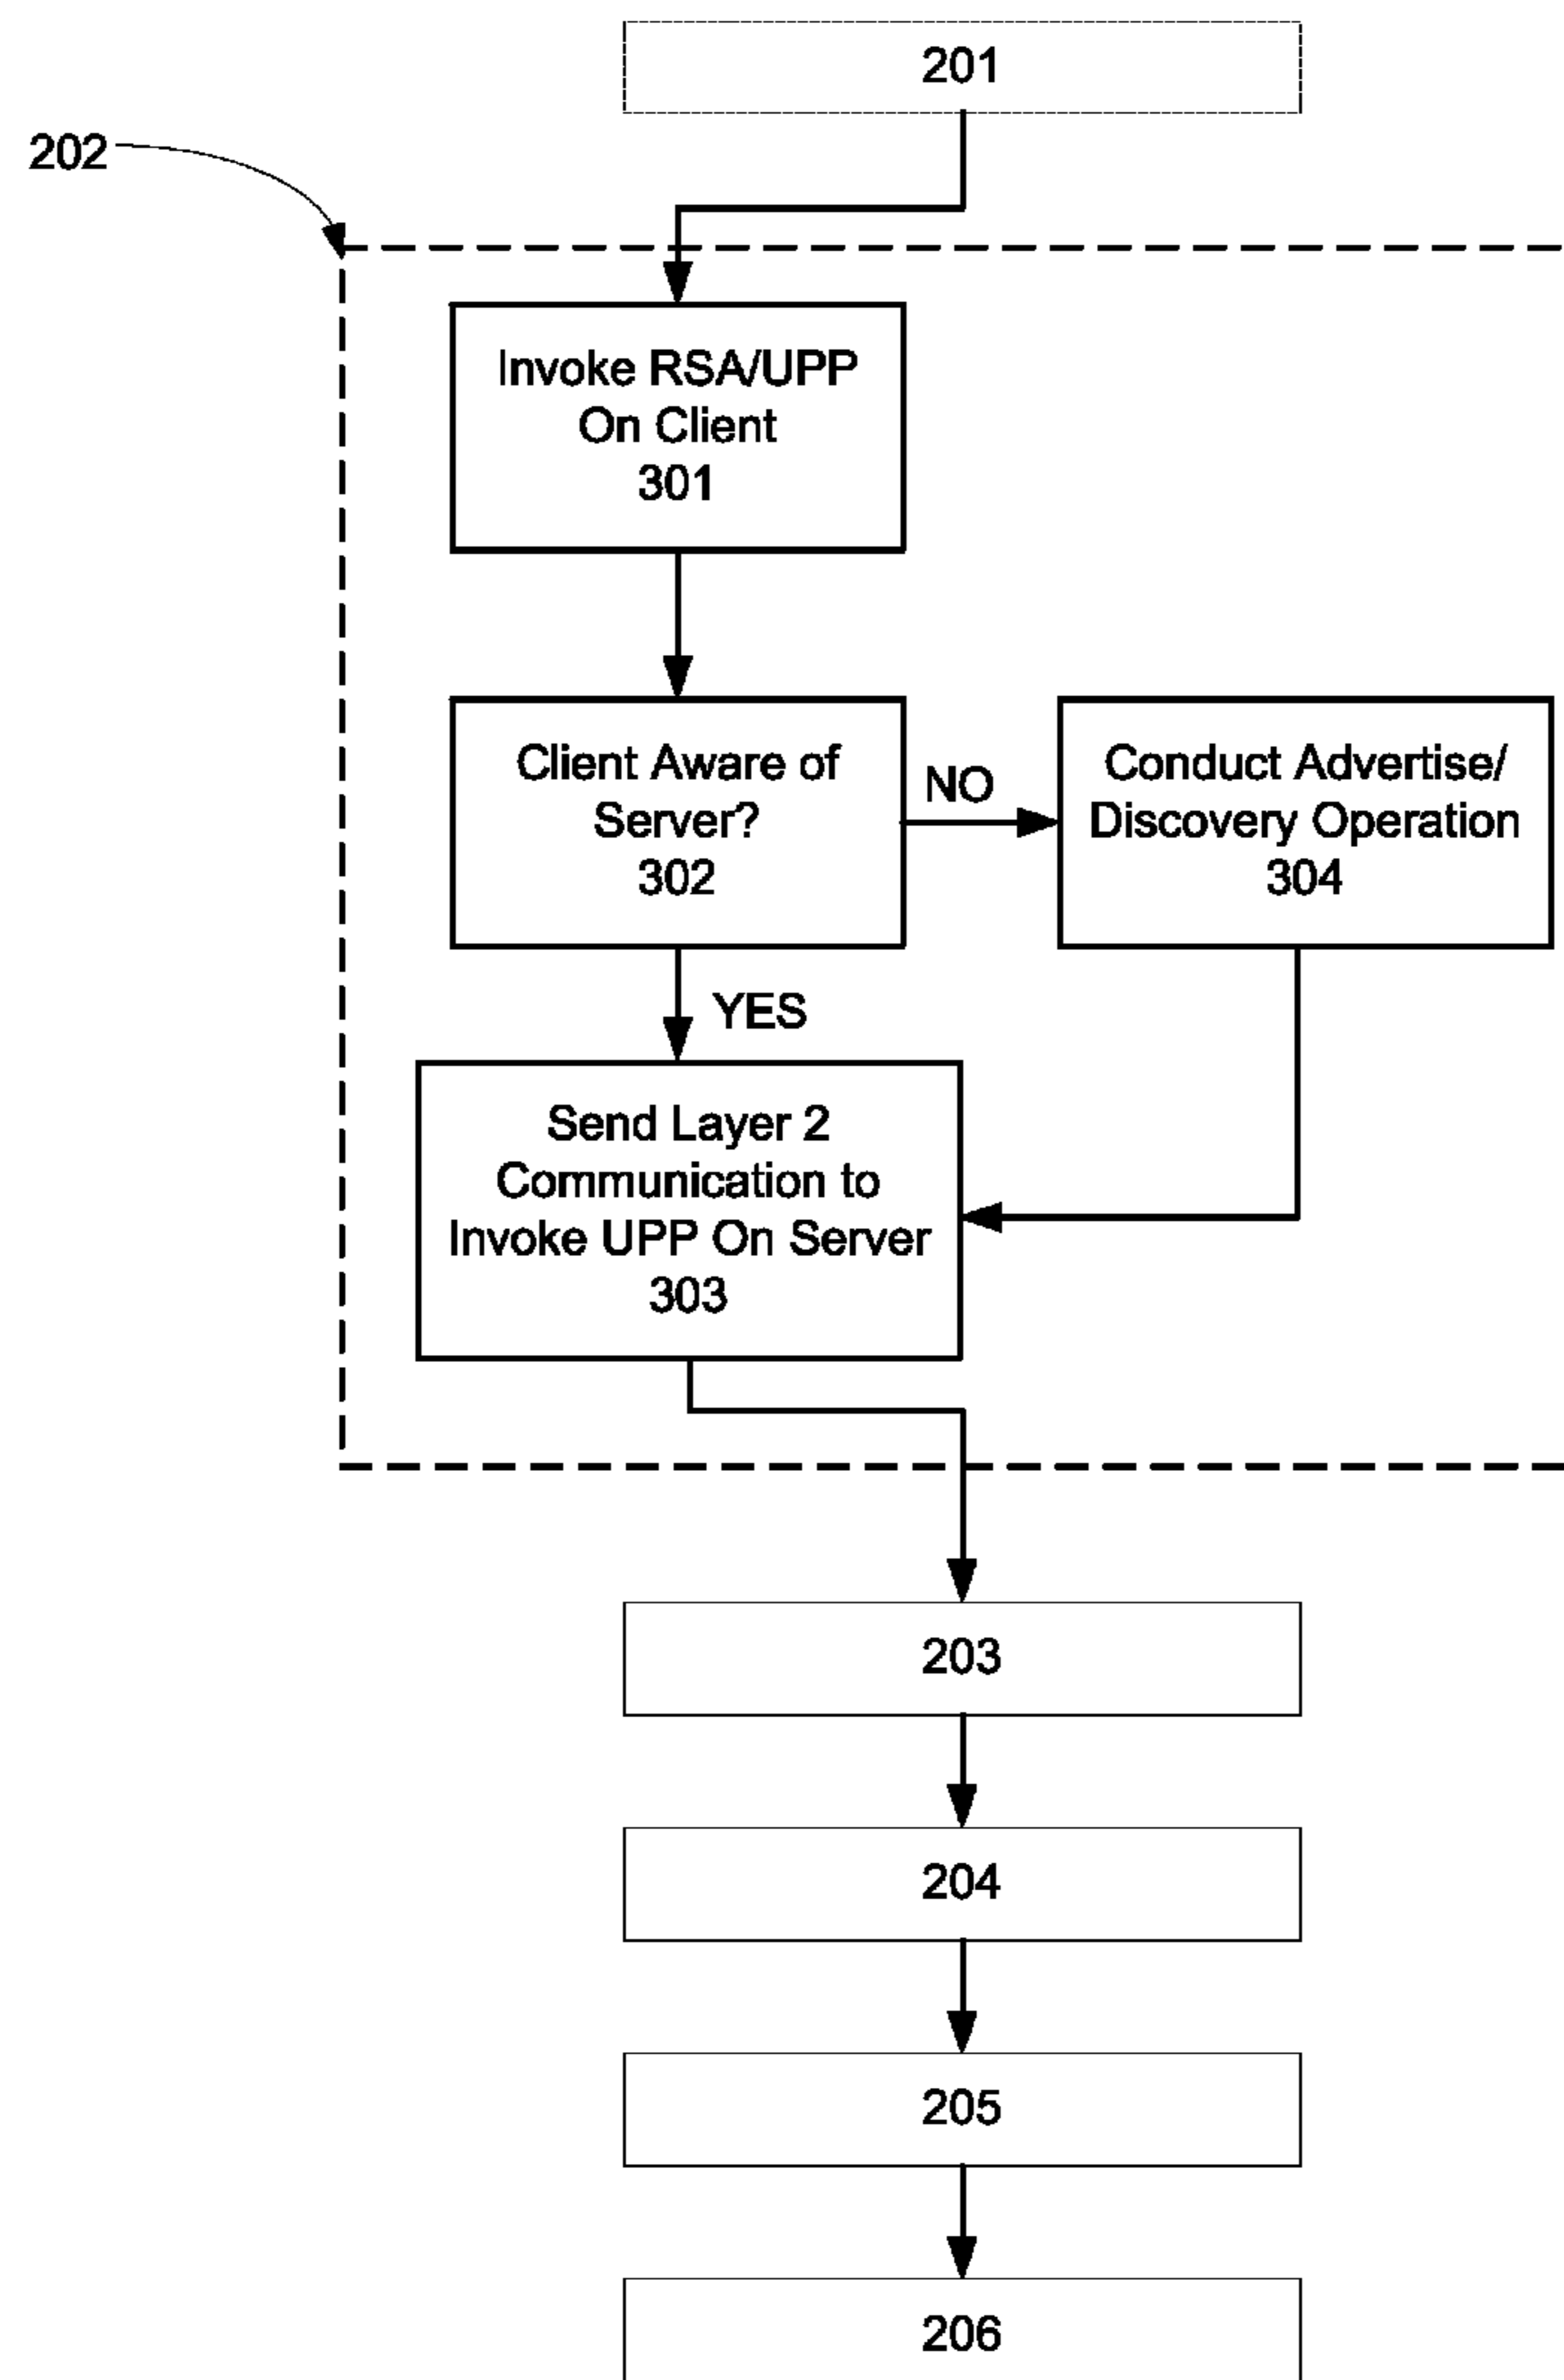 201
202
Invoke RSA/UPP
On Client
301
Client Aware of
Server?
302
NO
Conduct Advertise/
Discovery Operation
304
YES
Send Layer 2
Communication to
Invoke UPP On Server
303
203
204
205
206